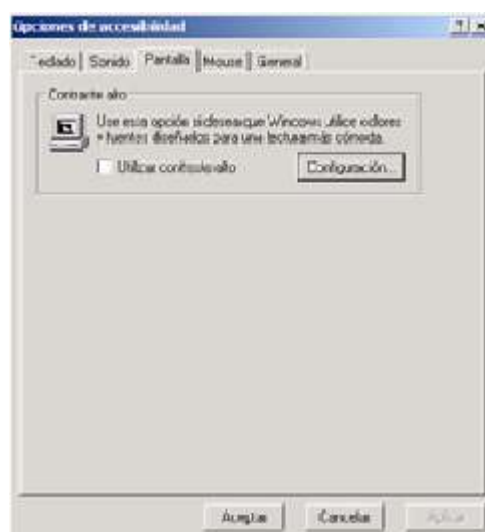 Opciones de accesibilidad
Teclado Sonido Pantalla Mouse General
Contraste alto
Use esta opción si desea que Windows utilice colores
y fuentes diseñados para una lectura más cómoda.
Utilizar contraste alto Configuración...
Aceptar Cancelar Aplicar